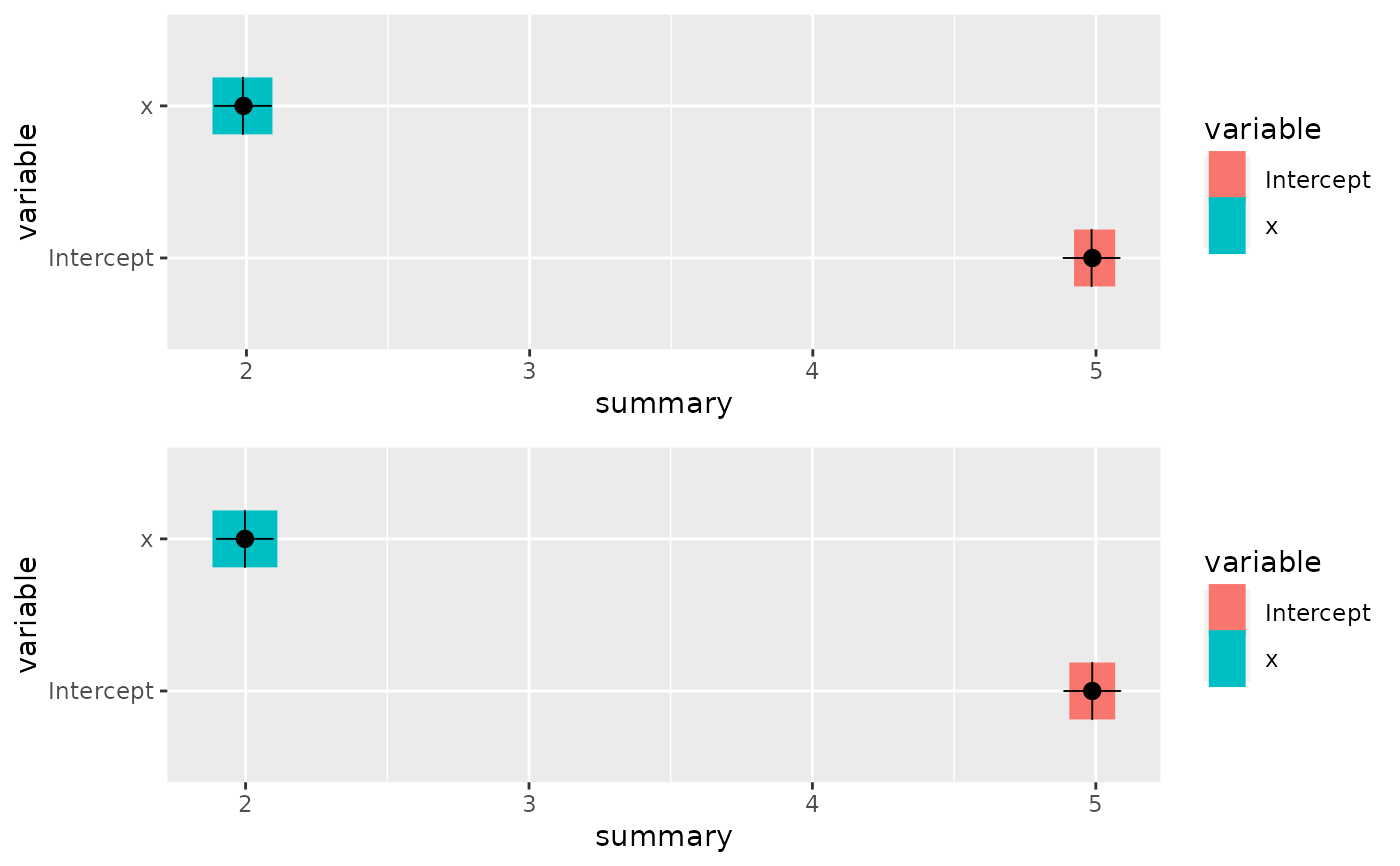 variable
x
Intercept
2 3 4 5
summary
variable
Intercept
x
variable
x
Intercept
2 3 4 5
summary
variable
Intercept
x